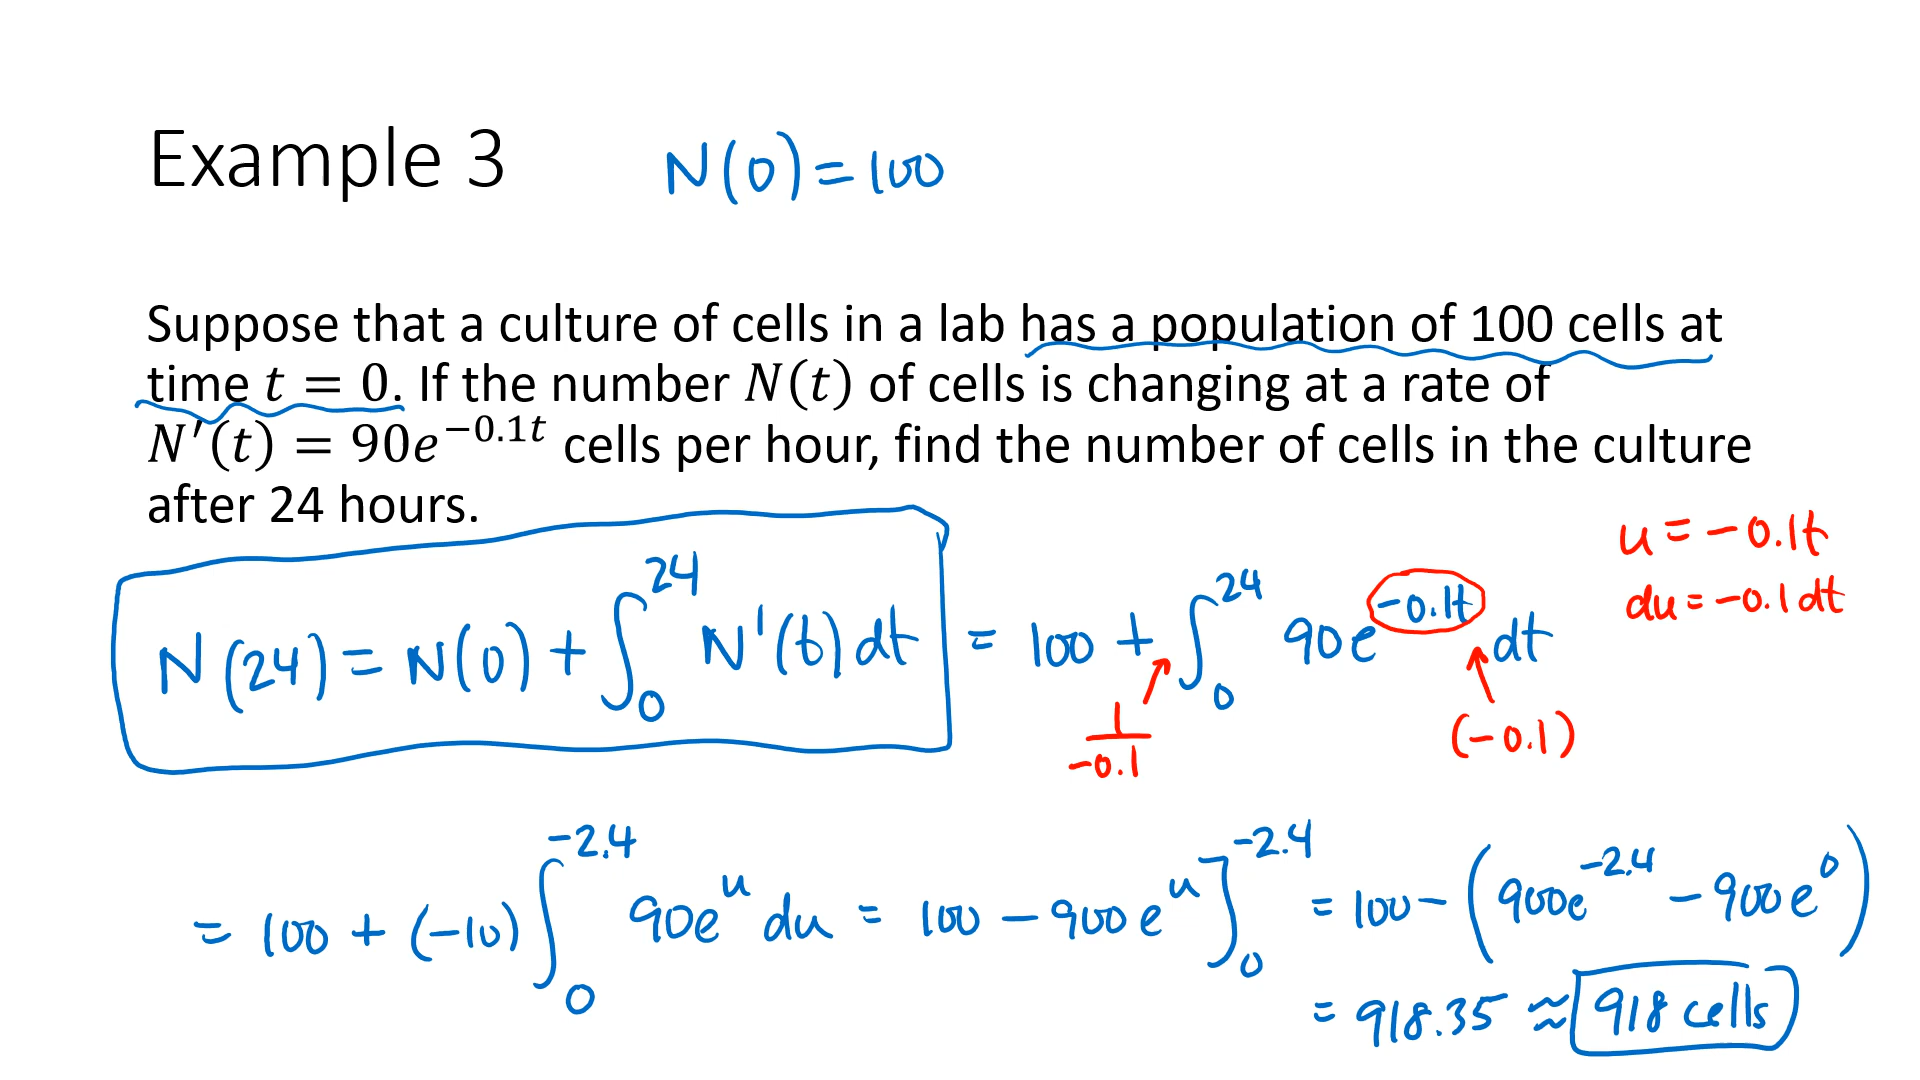 Example 3
N(0) = 100
Suppose that a culture of cells in a lab has a population of 100 cells at
time t = 0. If the number N(t) of cells is changing at a rate of
N′(t) = 90e^{−0.1t} cells per hour, find the number of cells in the culture
after 24 hours.
u = −0.1t
du = −0.1 dt
N(24) = N(0) + ∫_0^{24} N'(t) dt = 100 + ∫_0^{24} 90e^{−0.1t} dt
1/−0.1 (−0.1)
= 100 + (−10) ∫_0^{−2.4} 90e^u du = 100 − 900e^u ]_0^{−2.4} = 100 − (900e^{−2.4} − 900e^0)
= 918.35 ≈ 918 cells